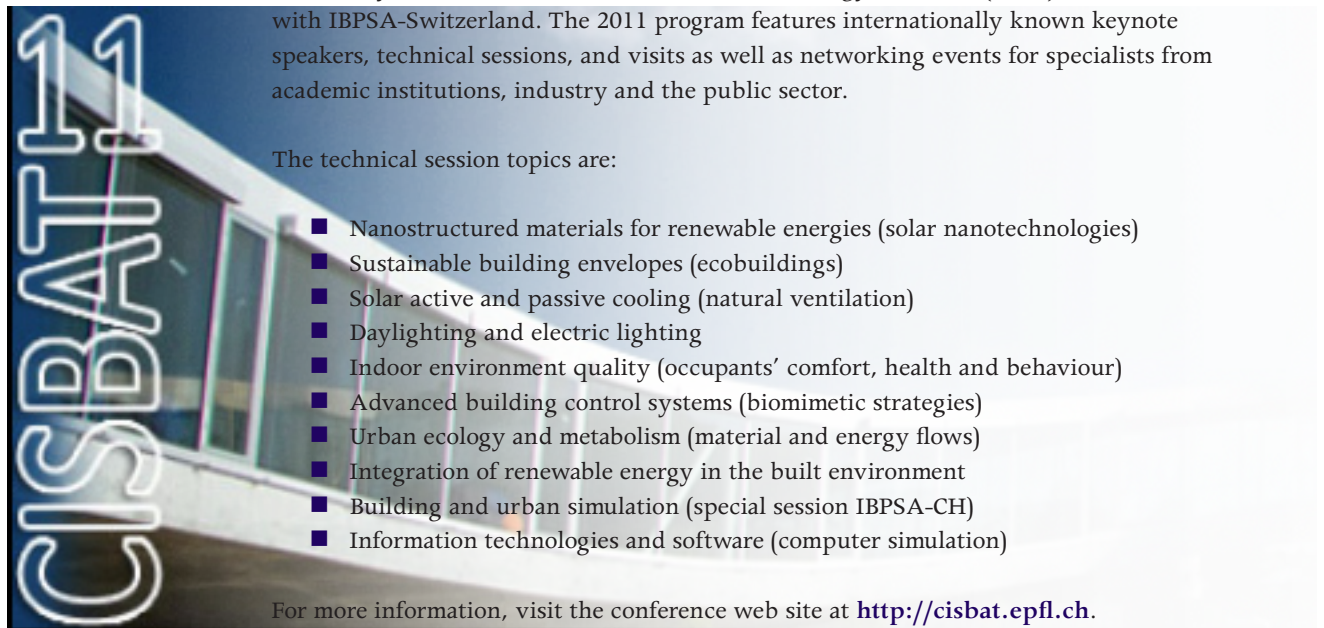 with IBPSA-Switzerland. The 2011 program features internationally known keynote
speakers, technical sessions, and visits as well as networking events for specialists from
academic institutions, industry and the public sector.
The technical session topics are:
■ Nanostructured materials for renewable energies (solar nanotechnologies)
■ Sustainable building envelopes (ecobuildings)
■ Solar active and passive cooling (natural ventilation)
■ Daylighting and electric lighting
■ Indoor environment quality (occupants’ comfort, health and behaviour)
■ Advanced building control systems (biomimetic strategies)
■ Urban ecology and metabolism (material and energy flows)
■ Integration of renewable energy in the built environment
■ Building and urban simulation (special session IBPSA-CH)
■ Information technologies and software (computer simulation)
For more information, visit the conference web site at http://cisbat.epfl.ch.
CISBAT'11